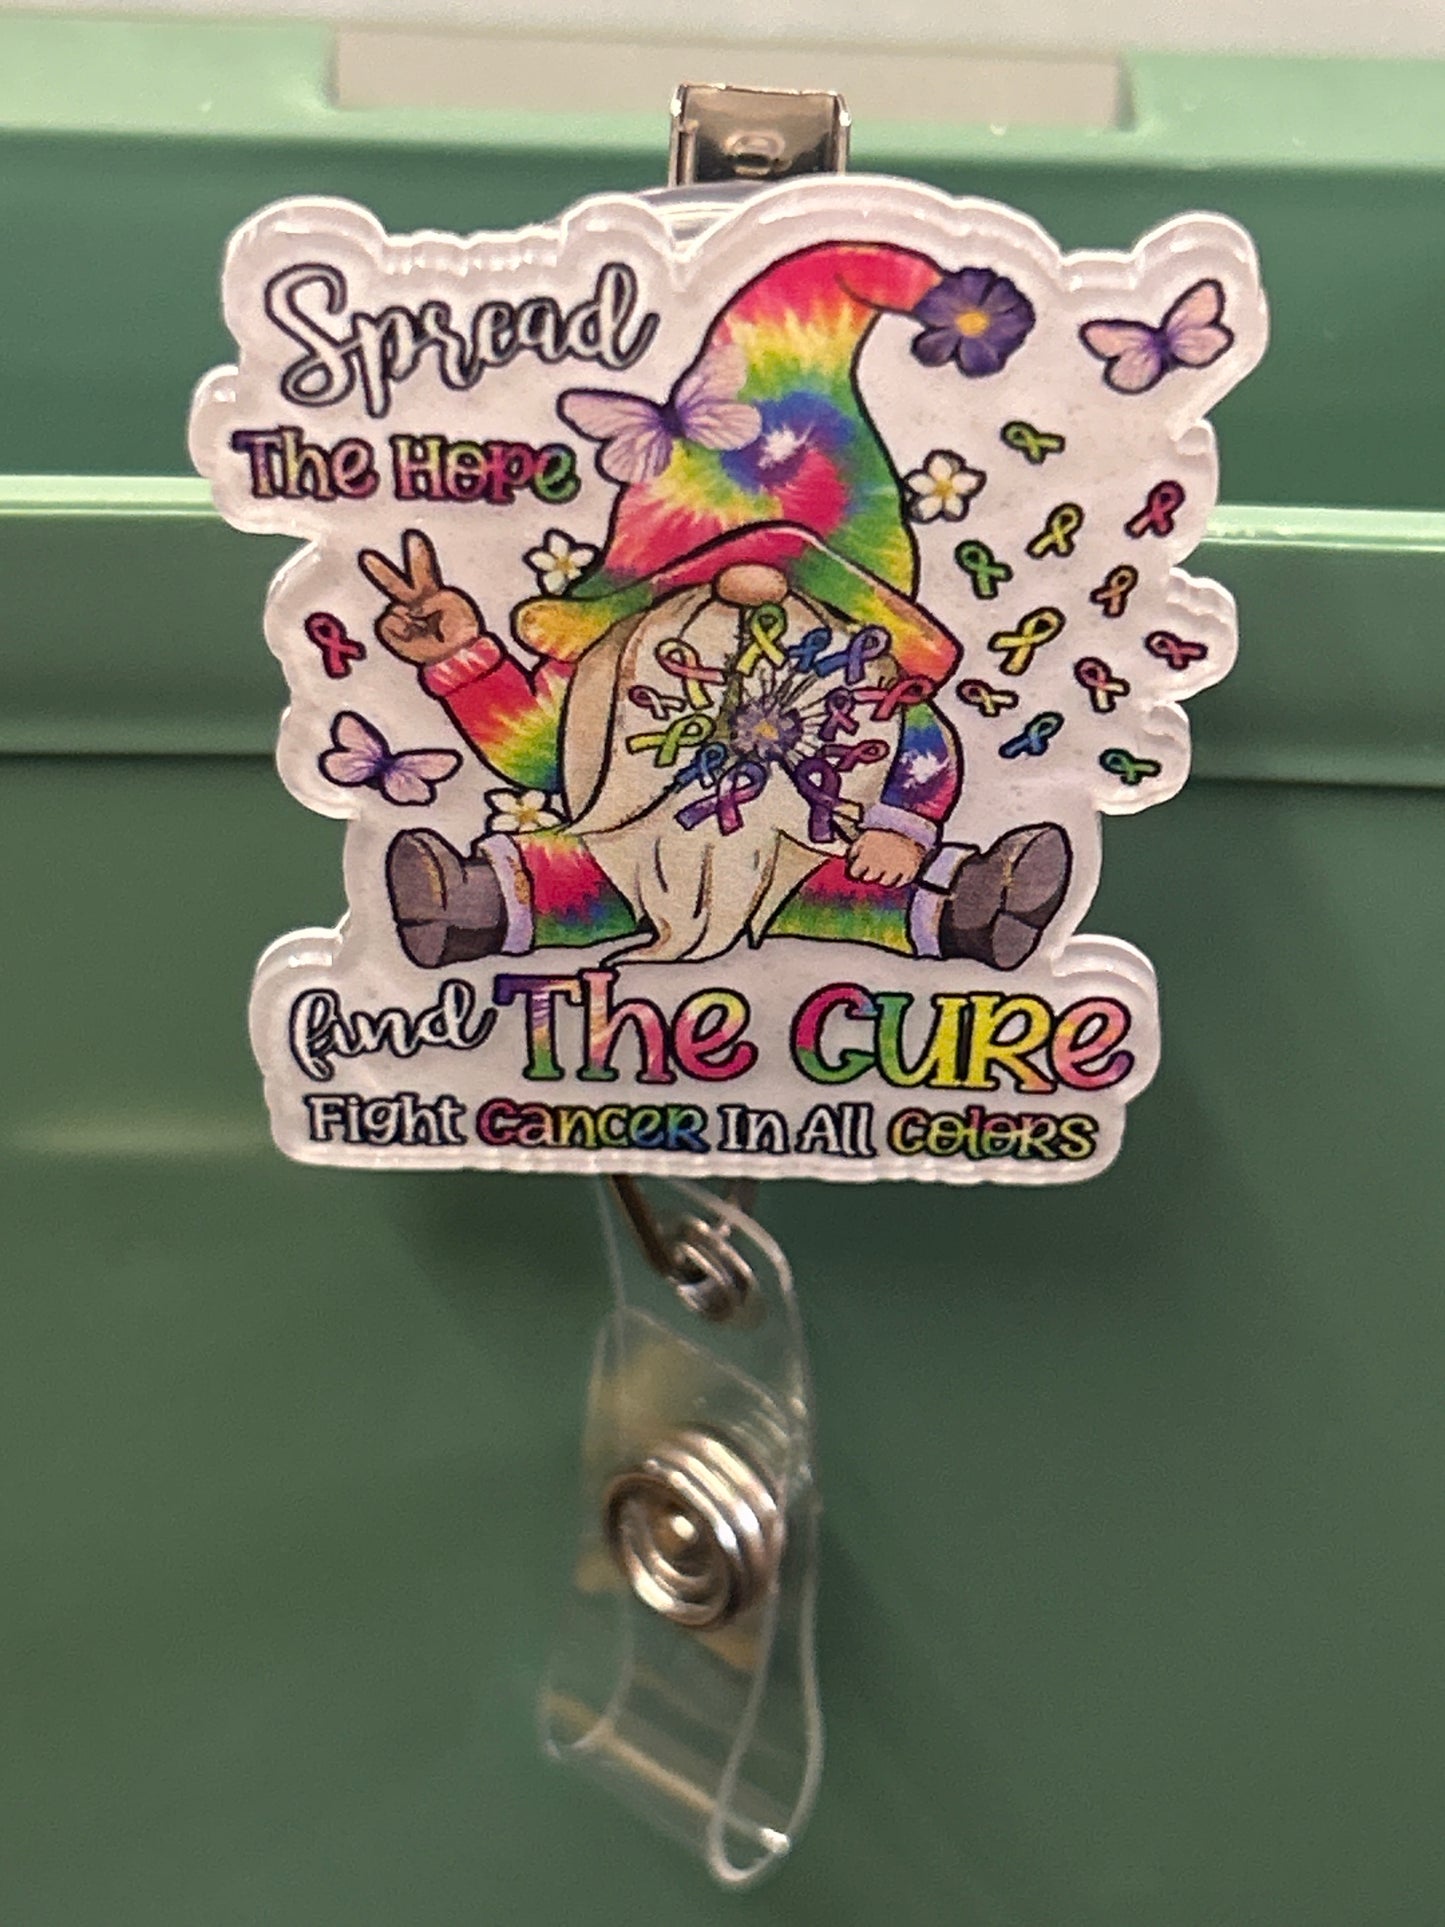 Spread
The Hope
find The Cure
Fight Cancer In All Colors